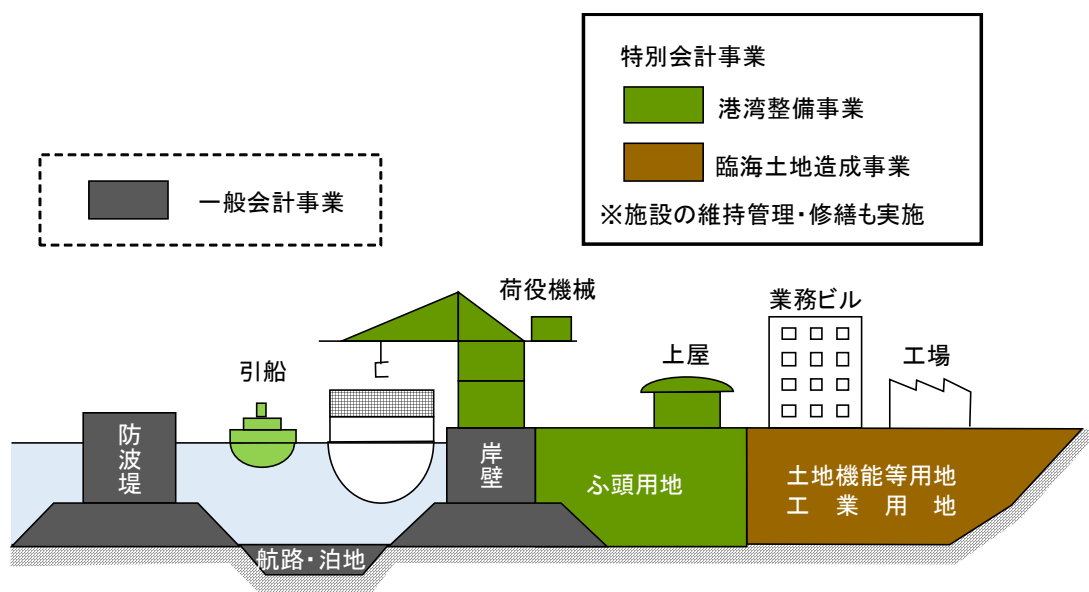 特別会計事業
港湾整備事業
臨海土地造成事業
※施設の維持管理・修繕も実施
一般会計事業
荷役機械
業務ビル
引船
上屋
工場
防波堤
岸壁
ふ頭用地
土地機能等用地
工業用地
航路・泊地